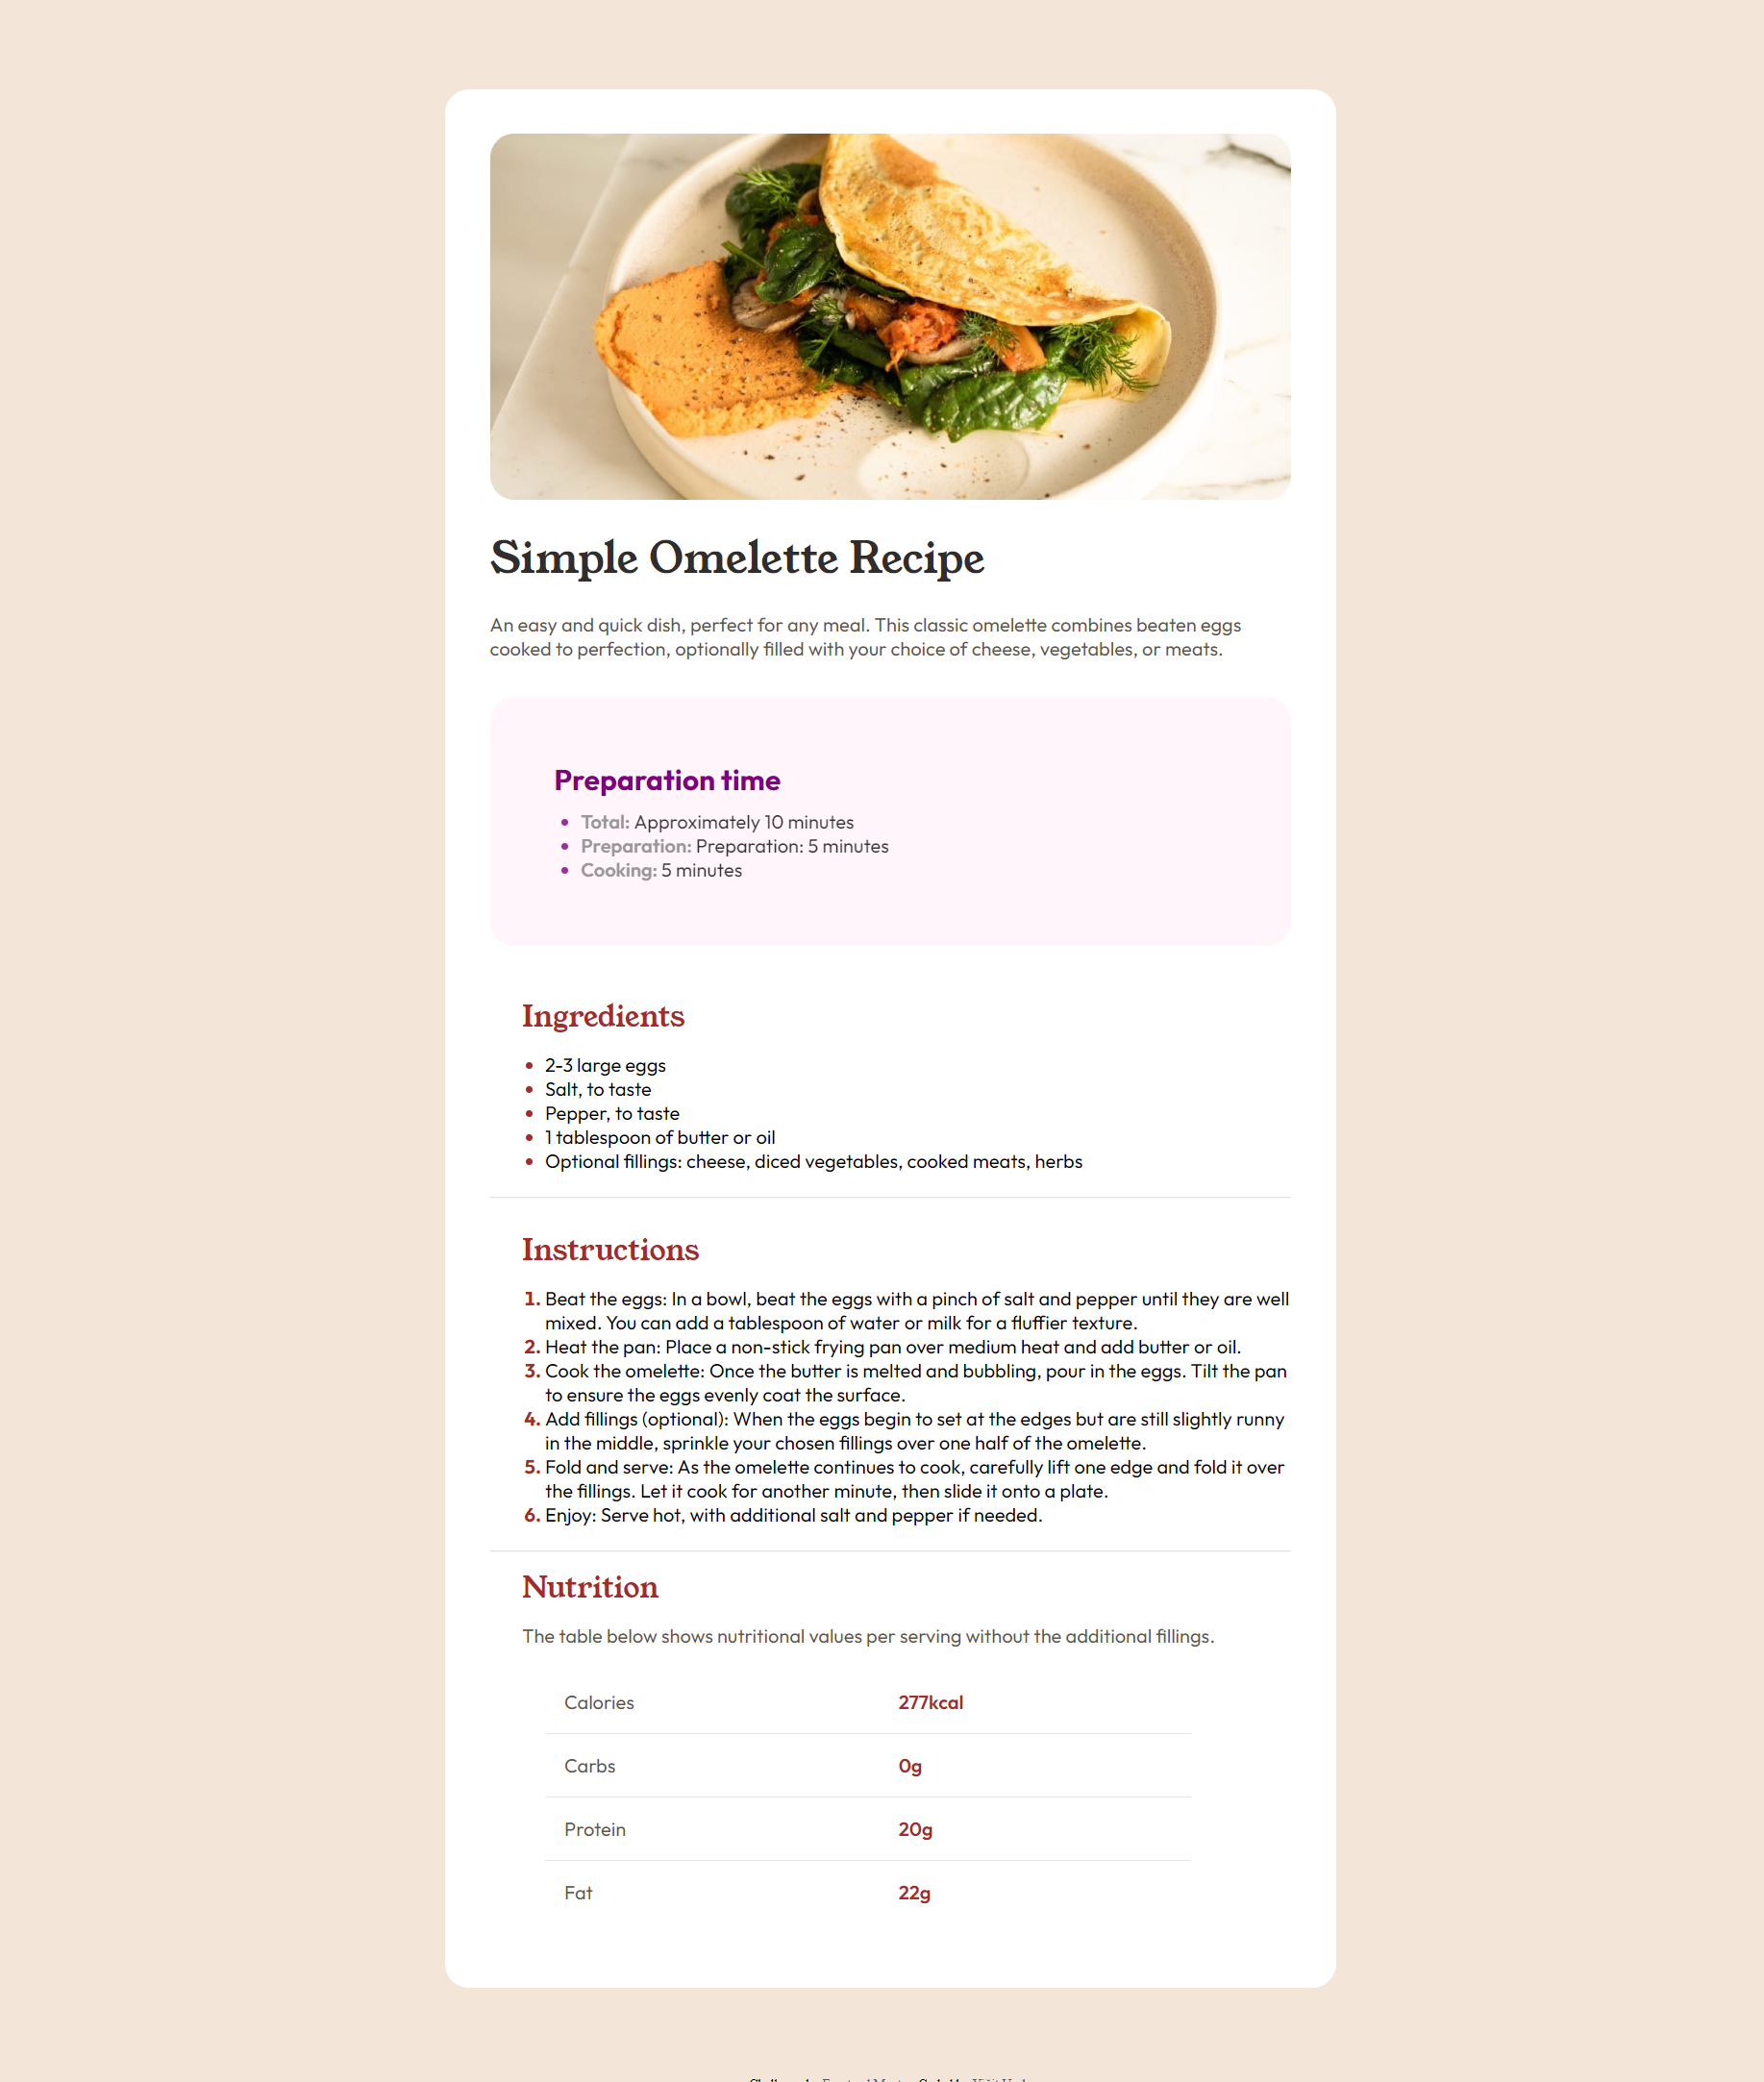 Simple Omelette Recipe
An easy and quick dish, perfect for any meal. This classic omelette combines beaten eggs
cooked to perfection, optionally filled with your choice of cheese, vegetables, or meats.
Preparation time
• Total: Approximately 10 minutes
• Preparation: Preparation: 5 minutes
• Cooking: 5 minutes
Ingredients
• 2-3 large eggs
• Salt, to taste
• Pepper, to taste
• 1 tablespoon of butter or oil
• Optional fillings: cheese, diced vegetables, cooked meats, herbs
Instructions
1. Beat the eggs: In a bowl, beat the eggs with a pinch of salt and pepper until they are well
mixed. You can add a tablespoon of water or milk for a fluffier texture.
2. Heat the pan: Place a non-stick frying pan over medium heat and add butter or oil.
3. Cook the omelette: Once the butter is melted and bubbling, pour in the eggs. Tilt the pan
to ensure the eggs evenly coat the surface.
4. Add fillings (optional): When the eggs begin to set at the edges but are still slightly runny
in the middle, sprinkle your chosen fillings over one half of the omelette.
5. Fold and serve: As the omelette continues to cook, carefully lift one edge and fold it over
the fillings. Let it cook for another minute, then slide it onto a plate.
6. Enjoy: Serve hot, with additional salt and pepper if needed.
Nutrition
The table below shows nutritional values per serving without the additional fillings.
Calories 277kcal
Carbs 0g
Protein 20g
Fat 22g